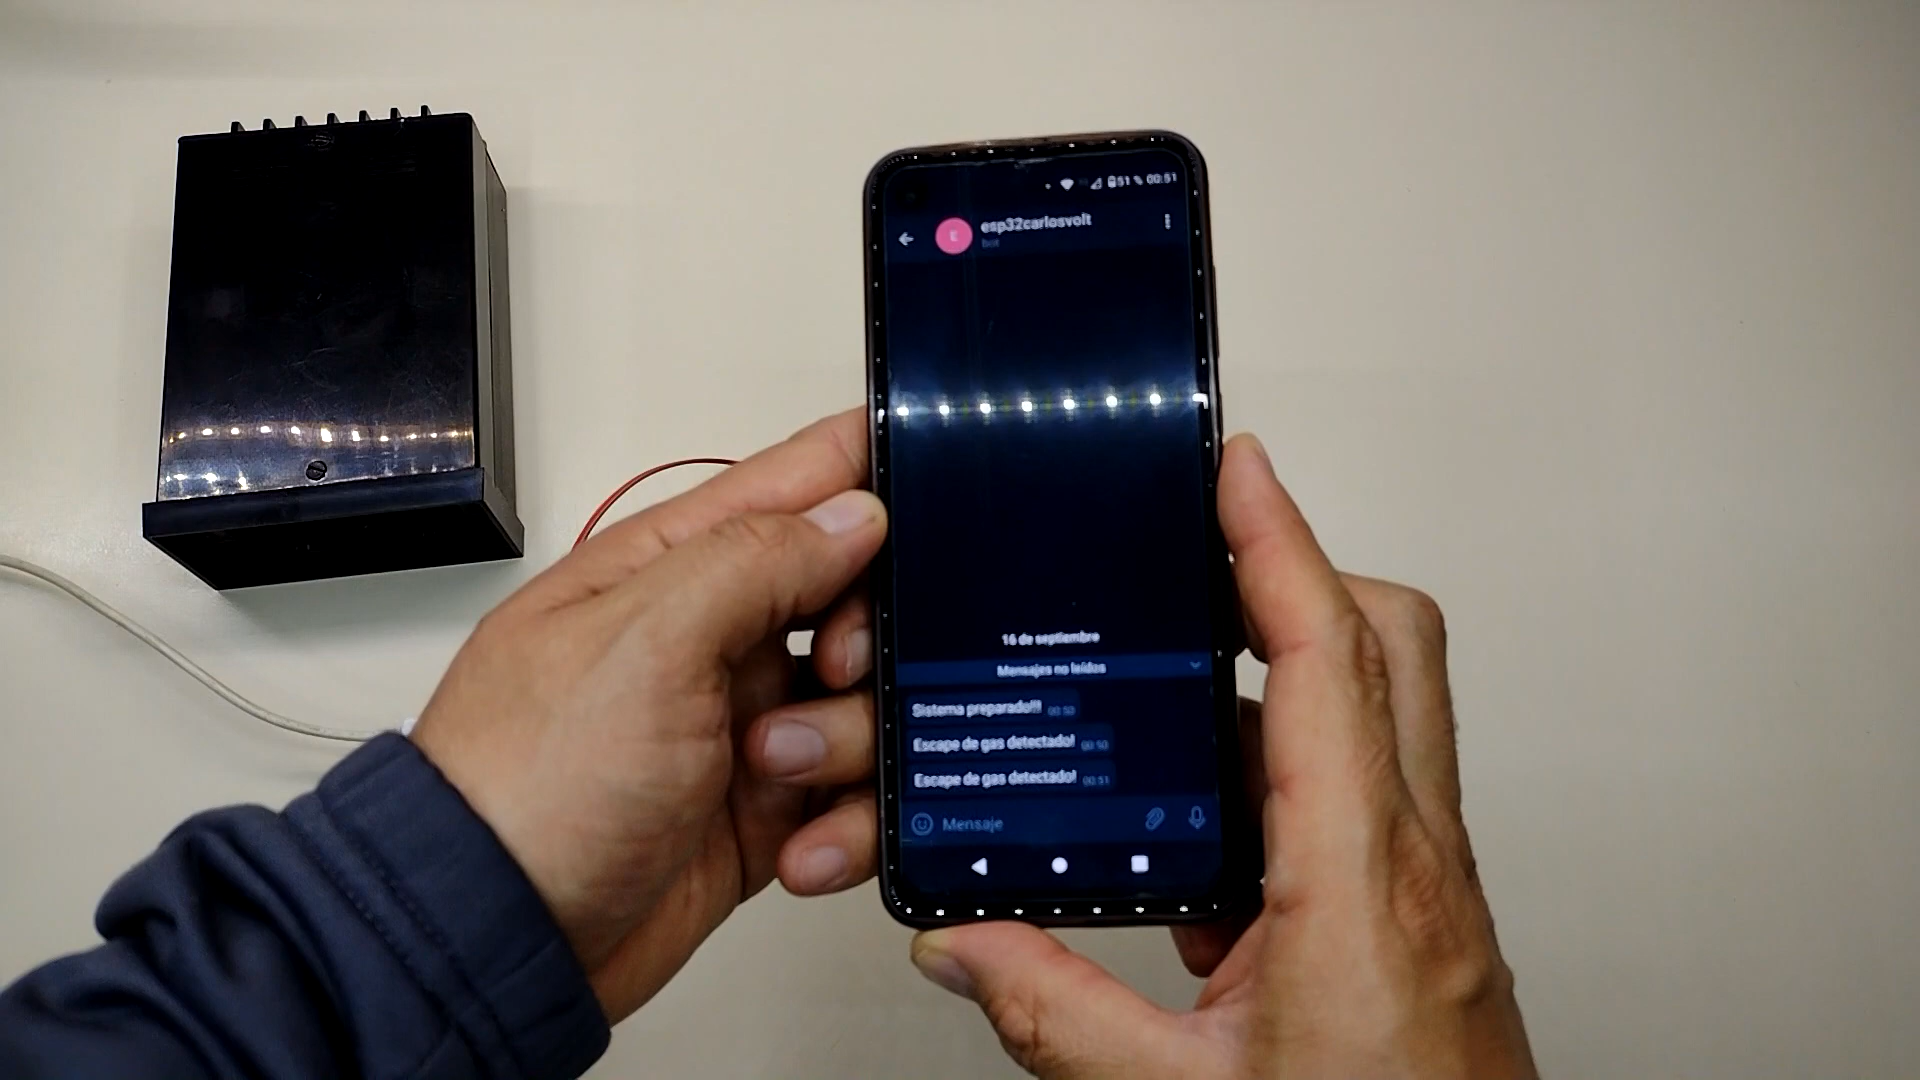 51 % 00:51
E
esp32carlosvolt
bot
16 de septiembre
Mensajes no leídos
Sistema preparado!!! 00:50
Escape de gas detectado! 00:50
Escape de gas detectado! 00:51
Mensaje